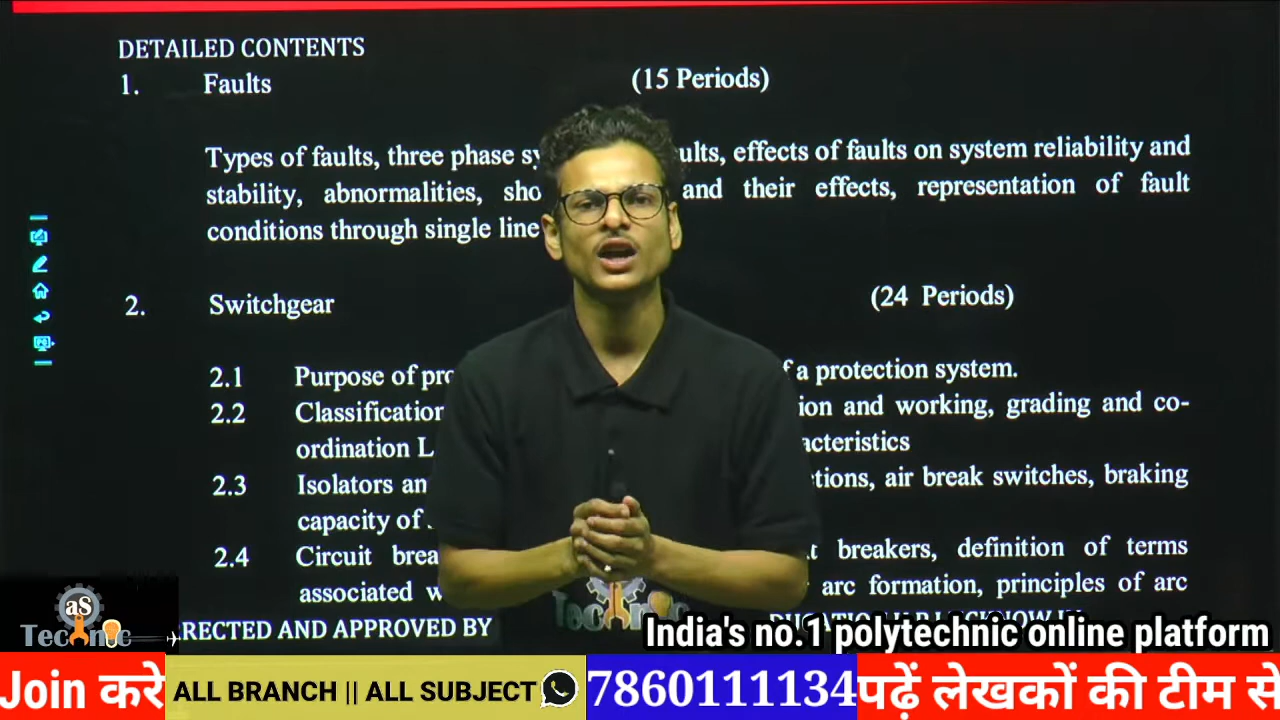 DETAILED CONTENTS
1. Faults (15 Periods)
Types of faults, three phase sy ults, effects of faults on system reliability and
stability, abnormalities, sho and their effects, representation of fault
conditions through single line
2. Switchgear (24 Periods)
2.1 Purpose of pro f a protection system.
2.2 Classification ion and working, grading and co-
ordination L acteristics
2.3 Isolators an ctions, air break switches, braking
capacity of
2.4 Circuit brea t breakers, definition of terms
associated w arc formation, principles of arc
RECTED AND APPROVED BY
aS
Tecnic
India's no.1 polytechnic online platform
Join करे ALL BRANCH || ALL SUBJECT 7860111134 पढ़ें लेखकों की टीम से